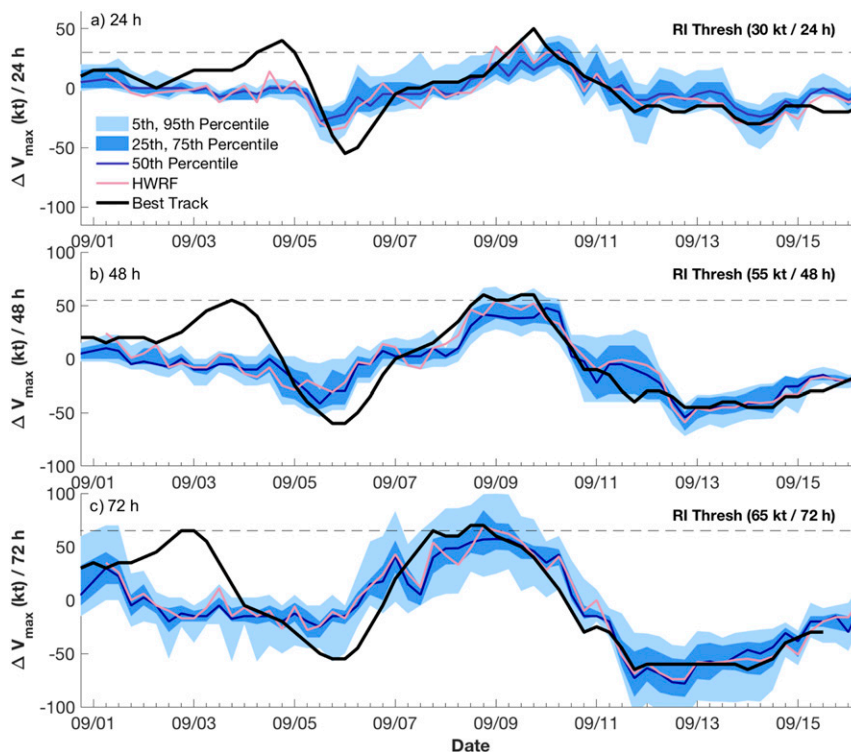 a) 24 h
RI Thresh (30 kt / 24 h)
50
0
-50
-100
Δ Vmax (kt) / 24 h
5th, 95th Percentile
25th, 75th Percentile
50th Percentile
HWRF
Best Track
09/01 09/03 09/05 09/07 09/09 09/11 09/13 09/15
b) 48 h
RI Thresh (55 kt / 48 h)
100
50
0
-50
-100
Δ Vmax (kt) / 48 h
09/01 09/03 09/05 09/07 09/09 09/11 09/13 09/15
c) 72 h
RI Thresh (65 kt / 72 h)
100
50
0
-50
-100
Δ Vmax (kt) / 72 h
09/01 09/03 09/05 09/07 09/09 09/11 09/13 09/15
Date